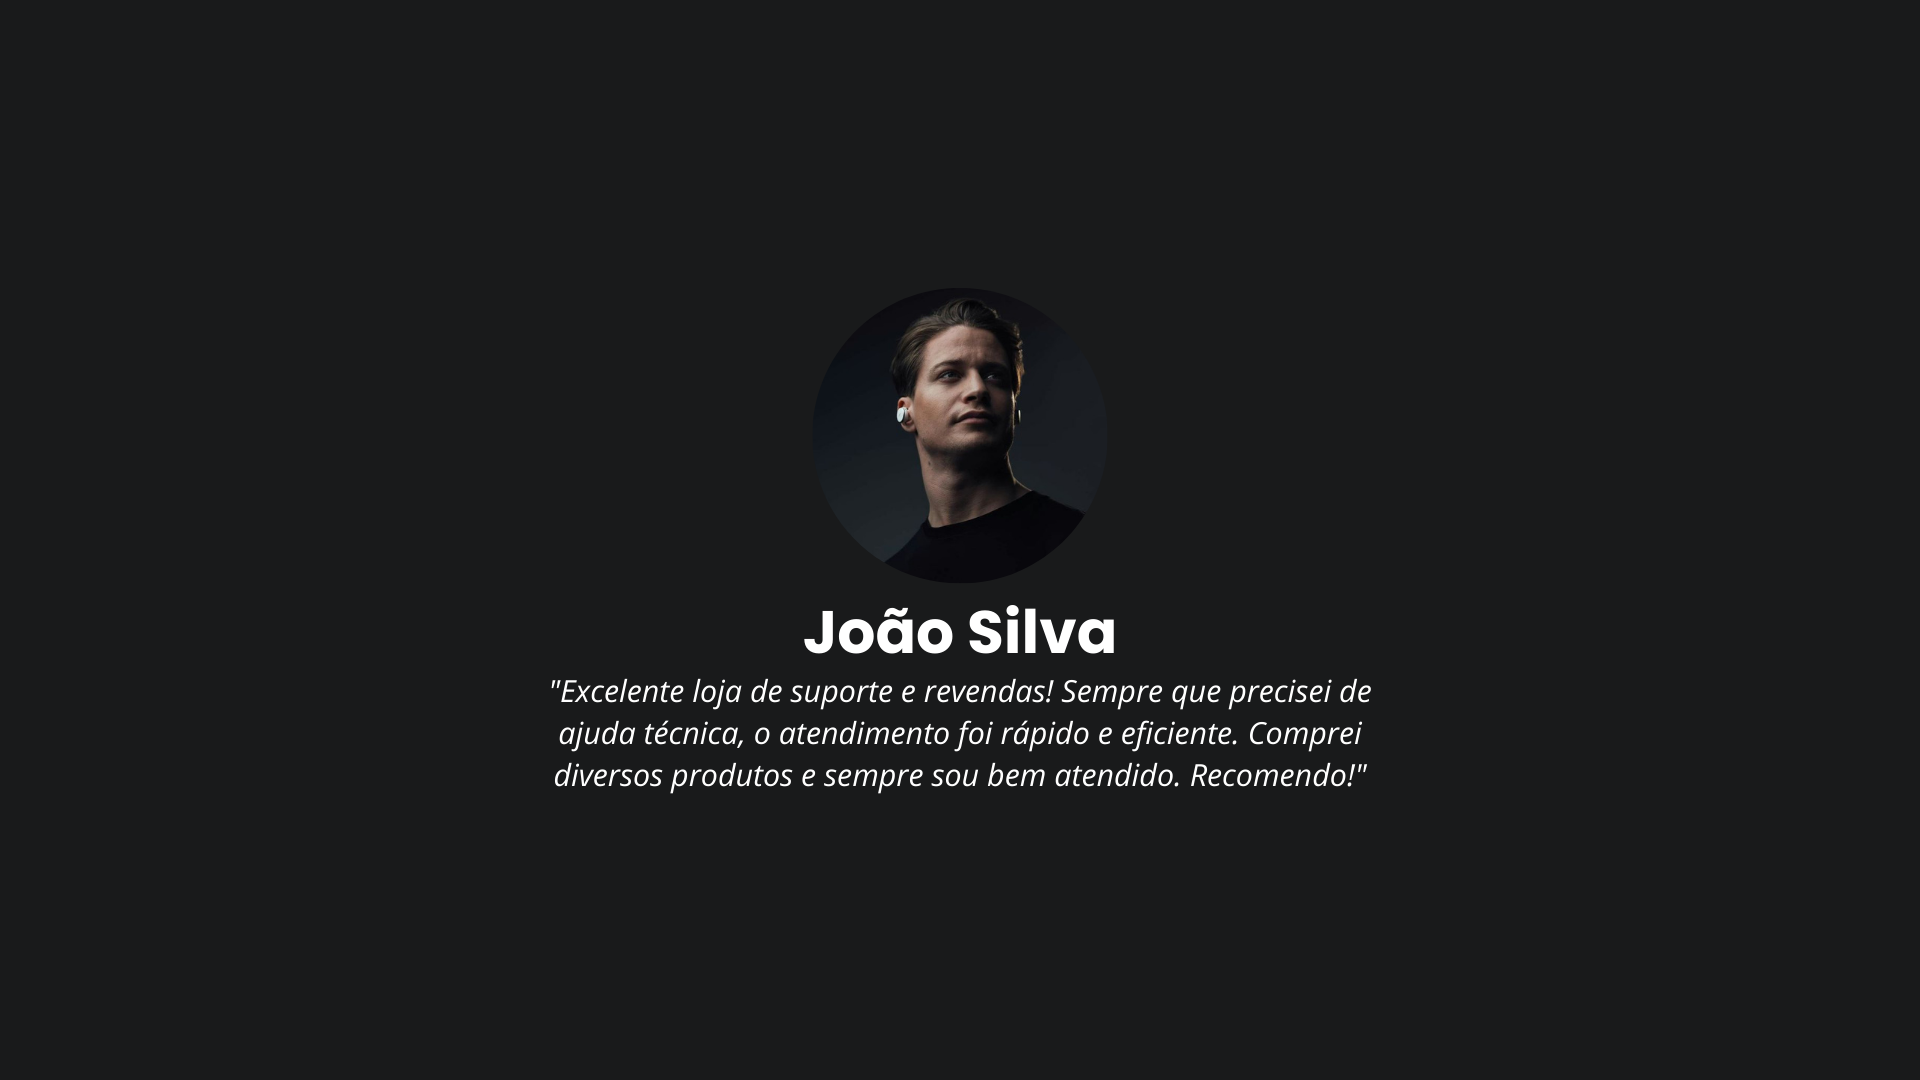 João Silva
"Excelente loja de suporte e revendas! Sempre que precisei de
ajuda técnica, o atendimento foi rápido e eficiente. Comprei
diversos produtos e sempre sou bem atendido. Recomendo!"